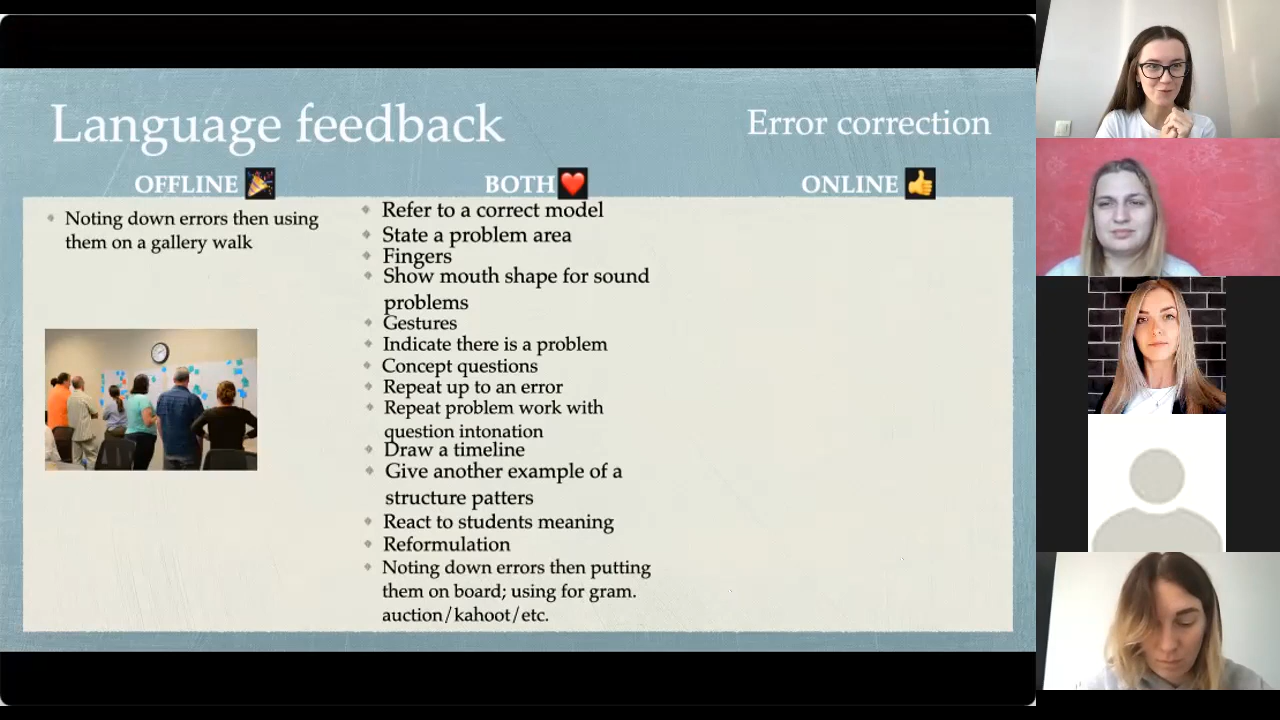 Language feedback
Error correction
OFFLINE 🎉
BOTH ❤️
ONLINE 👍
Noting down errors then using
them on a gallery walk
Refer to a correct model
State a problem area
Fingers
Show mouth shape for sound
problems
Gestures
Indicate there is a problem
Concept questions
Repeat up to an error
Repeat problem work with
question intonation
Draw a timeline
Give another example of a
structure patters
React to students meaning
Reformulation
Noting down errors then putting
them on board; using for gram.
auction/kahoot/etc.